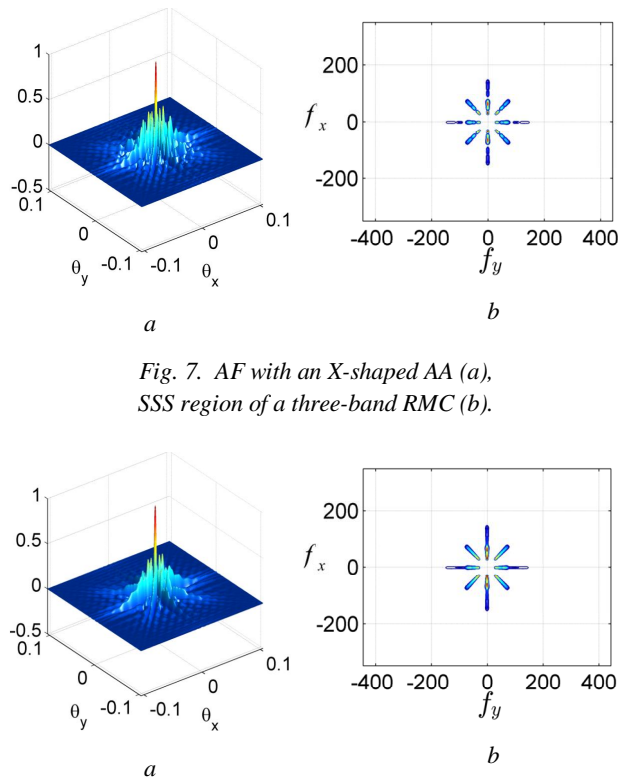 1
0.5
0
-0.5
0.1
0
-0.1
-0.1
0
0.1
θy
θx
200
0
-200
fx
-400 -200 0 200 400
fy
a
b
Fig. 7. AF with an X-shaped AA (a),
SSS region of a three-band RMC (b).
1
0.5
0
-0.5
0.1
0
-0.1
-0.1
0
0.1
θy
θx
200
0
-200
fx
-400 -200 0 200 400
fy
a
b